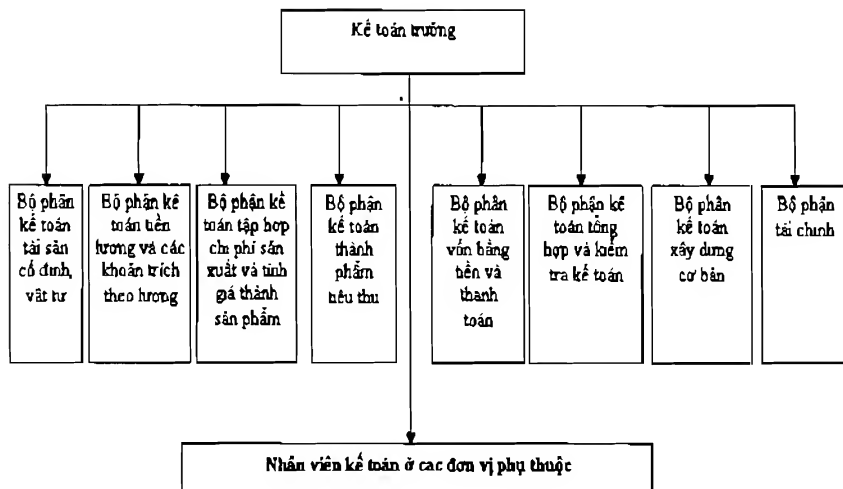 Kế toán trưởng
Bộ phận
kế toán
tài sản
cố định,
vật tư
Bộ phận kế
toán tiền
lương và các
khoản trích
theo lương
Bộ phận kế
toán tập hợp
chi phí sản
xuất và tính
giá thành
sản phẩm
Bộ phận
kế toán
thành
phẩm
tiêu thu
Bộ phận
kế toán
vốn bằng
tiền và
thanh
toán
Bộ phận kế
toán tổng
hợp và kiểm
tra kế toán
Bộ phân
kế toán
xây dưng
cơ bản
Bộ phận
tài chính
Nhân viên kế toán ở các đơn vị phụ thuộc